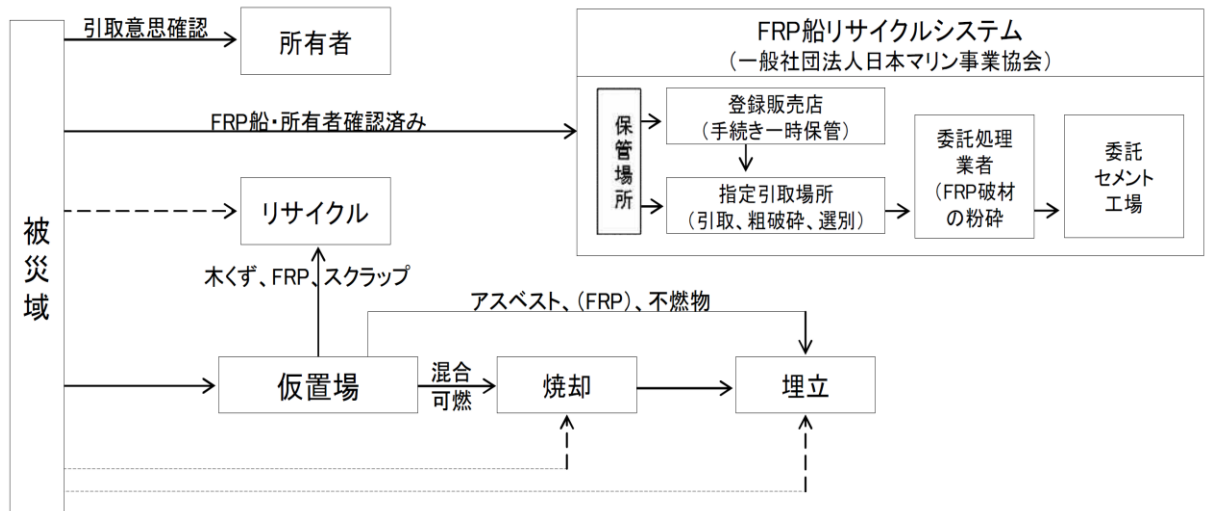 引取意思確認
所有者
FRP船リサイクルシステム
(一般社団法人日本マリン事業協会)
FRP船・所有者確認済み
保管場所
登録販売店
(手続き一時保管)
指定引取場所
(引取、粗破砕、選別)
委託処理
業者
(FRP破材
の粉砕
委託
セメント
工場
被災域
リサイクル
木くず、FRP、スクラップ
アスベスト、(FRP)、不燃物
仮置場
混合
可燃
焼却
埋立